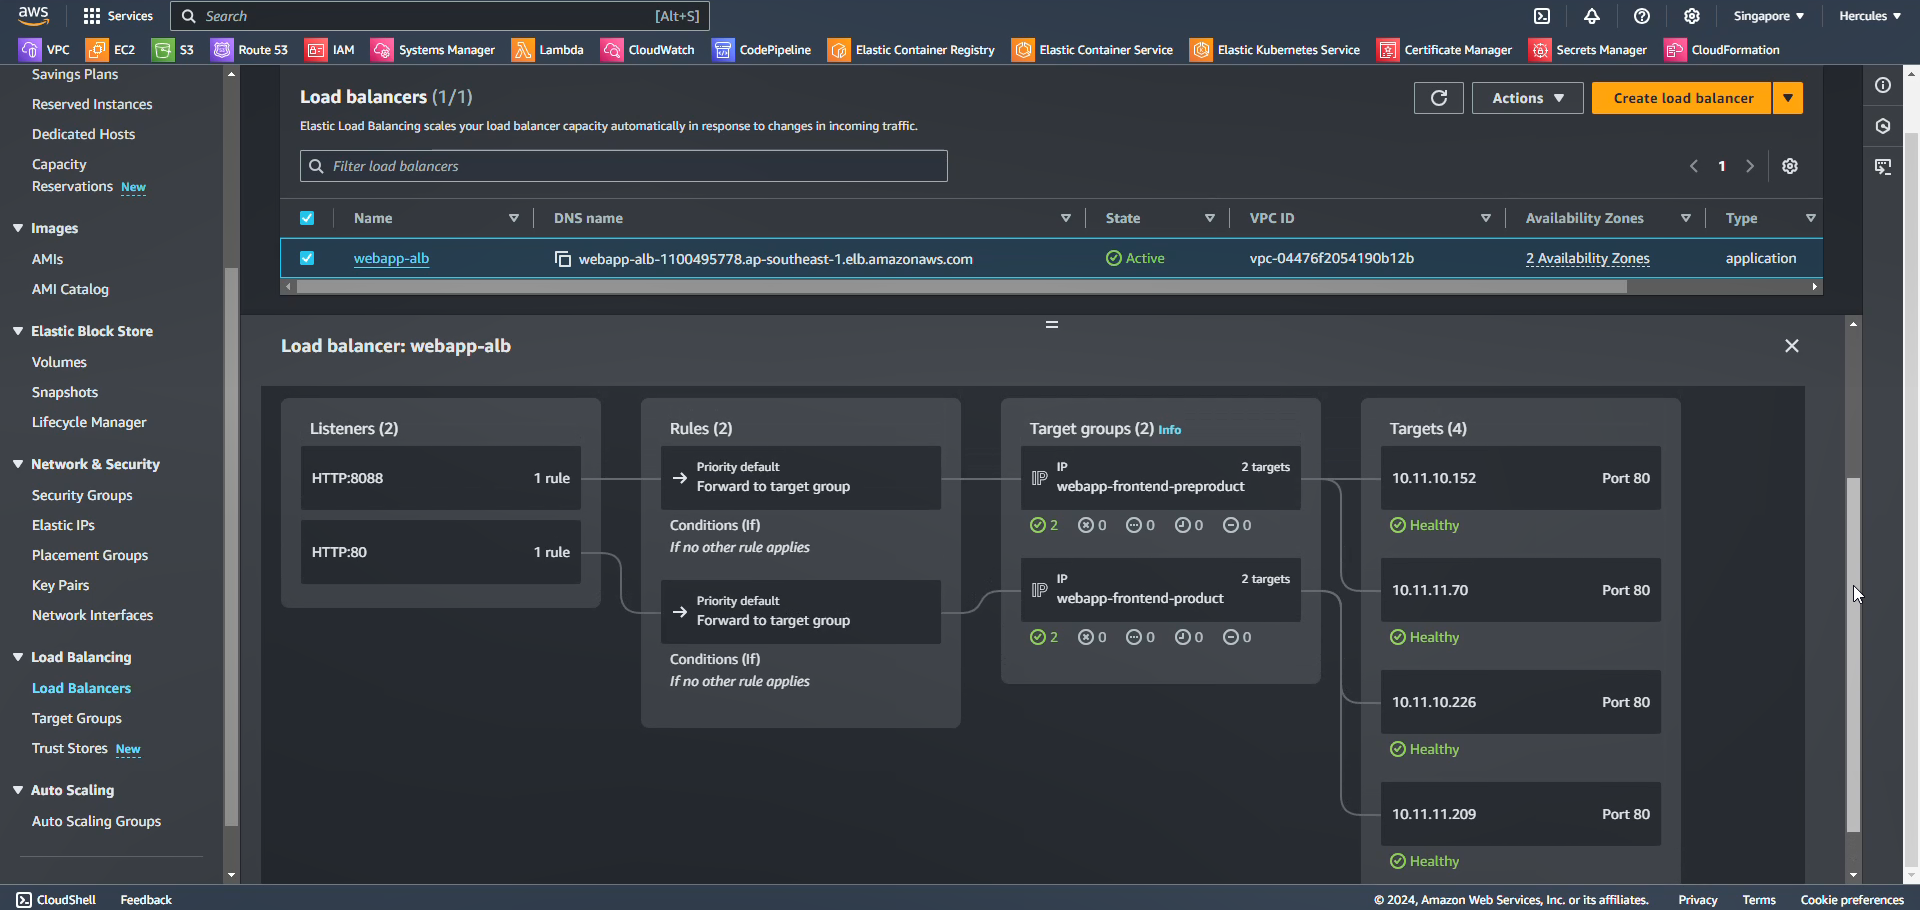 aws
Services
Search
[Alt+S]
Singapore
Hercules
VPC
EC2
S3
Route 53
IAM
Systems Manager
Lambda
CloudWatch
CodePipeline
Elastic Container Registry
Elastic Container Service
Elastic Kubernetes Service
Certificate Manager
Secrets Manager
CloudFormation
Savings Plans
Reserved Instances
Dedicated Hosts
Capacity
Reservations New
Images
AMIs
AMI Catalog
Elastic Block Store
Volumes
Snapshots
Lifecycle Manager
Network & Security
Security Groups
Elastic IPs
Placement Groups
Key Pairs
Network Interfaces
Load Balancing
Load Balancers
Target Groups
Trust Stores New
Auto Scaling
Auto Scaling Groups
Load balancers (1/1)
Elastic Load Balancing scales your load balancer capacity automatically in response to changes in incoming traffic.
Actions
Create load balancer
Filter load balancers
1
Name
DNS name
State
VPC ID
Availability Zones
Type
webapp-alb
webapp-alb-1100495778.ap-southeast-1.elb.amazonaws.com
Active
vpc-04476f2054190b12b
2 Availability Zones
application
Load balancer: webapp-alb
Listeners (2)
HTTP:8088 1 rule
HTTP:80 1 rule
Rules (2)
Priority default
Forward to target group
Conditions (If)
If no other rule applies
Priority default
Forward to target group
Conditions (If)
If no other rule applies
Target groups (2) Info
IP 2 targets
webapp-frontend-preproduct
2 0 0 0 0
IP 2 targets
webapp-frontend-product
2 0 0 0 0
Targets (4)
10.11.10.152 Port 80
Healthy
10.11.11.70 Port 80
Healthy
10.11.10.226 Port 80
Healthy
10.11.11.209 Port 80
Healthy
CloudShell
Feedback
© 2024, Amazon Web Services, Inc. or its affiliates.
Privacy
Terms
Cookie preferences